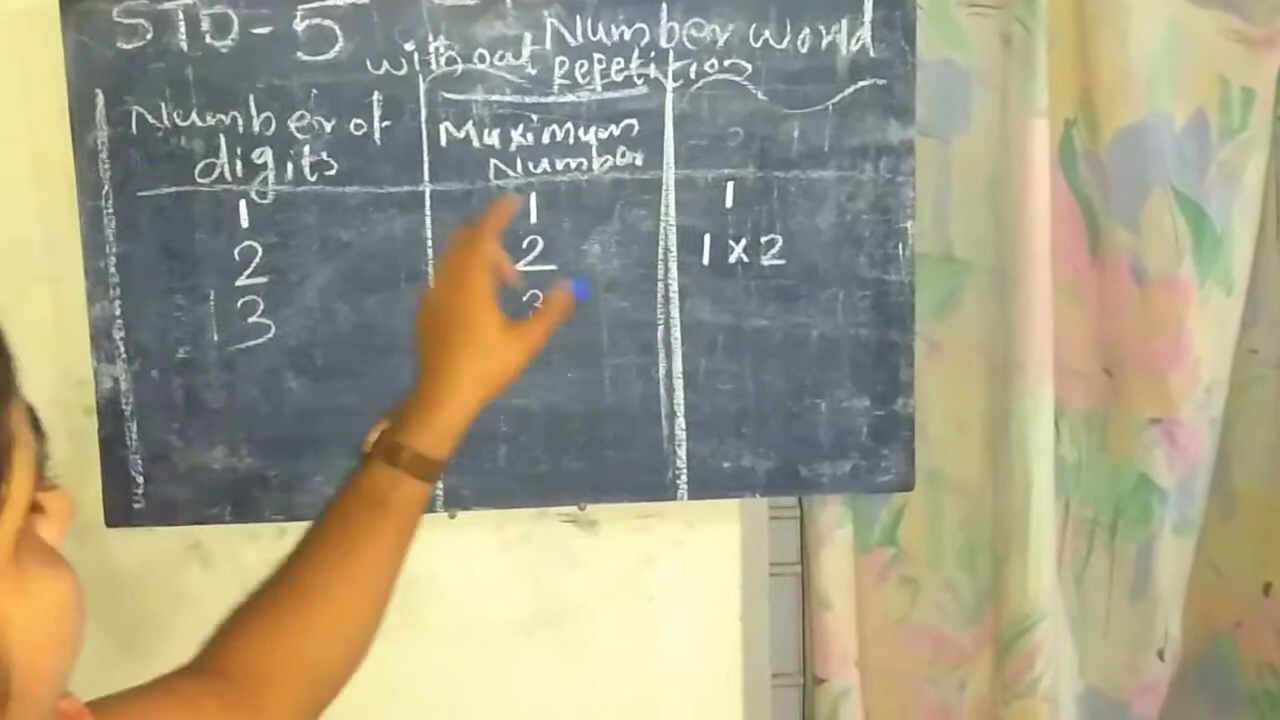 STD-5
Number world
without repetition
Number of digits
Maximum Number
1 1 1
2 2 1 x 2
3